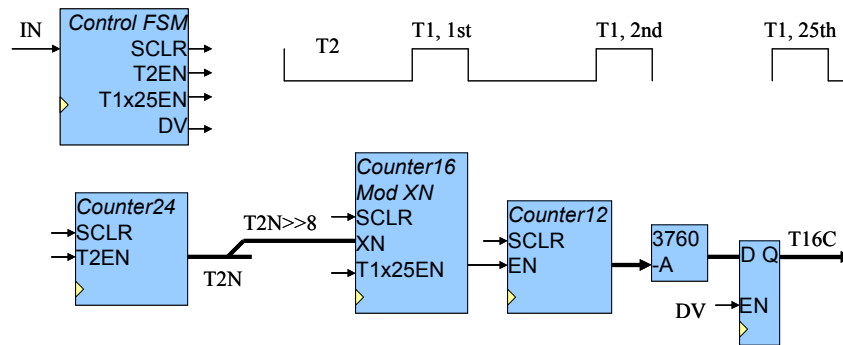 Control FSM
IN
SCLR
T2EN
T1x25EN
DV
T2
T1, 1st
T1, 2nd
T1, 25th
Counter24
SCLR
T2EN
T2N
T2N>>8
Counter16
Mod XN
SCLR
XN
T1x25EN
Counter12
SCLR
EN
3760
-A
D Q
EN
DV
T16C